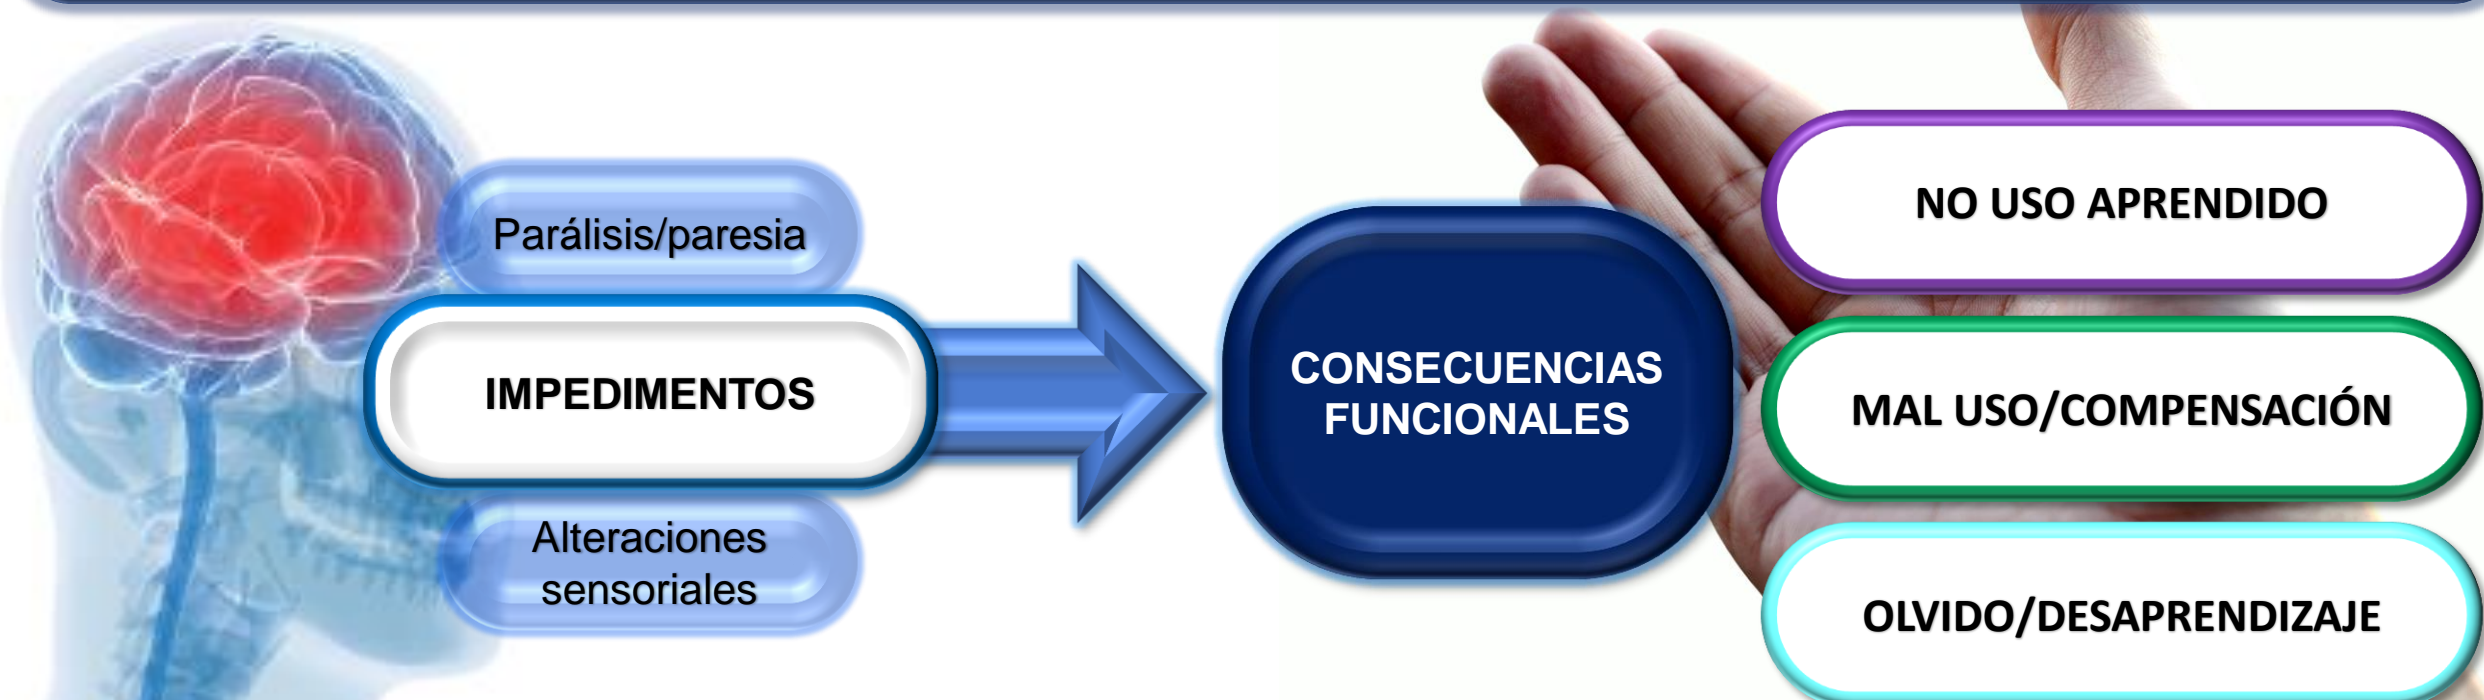 Parálisis/paresia
IMPEDIMENTOS
Alteraciones
sensoriales
CONSECUENCIAS
FUNCIONALES
NO USO APRENDIDO
MAL USO/COMPENSACIÓN
OLVIDO/DESAPRENDIZAJE